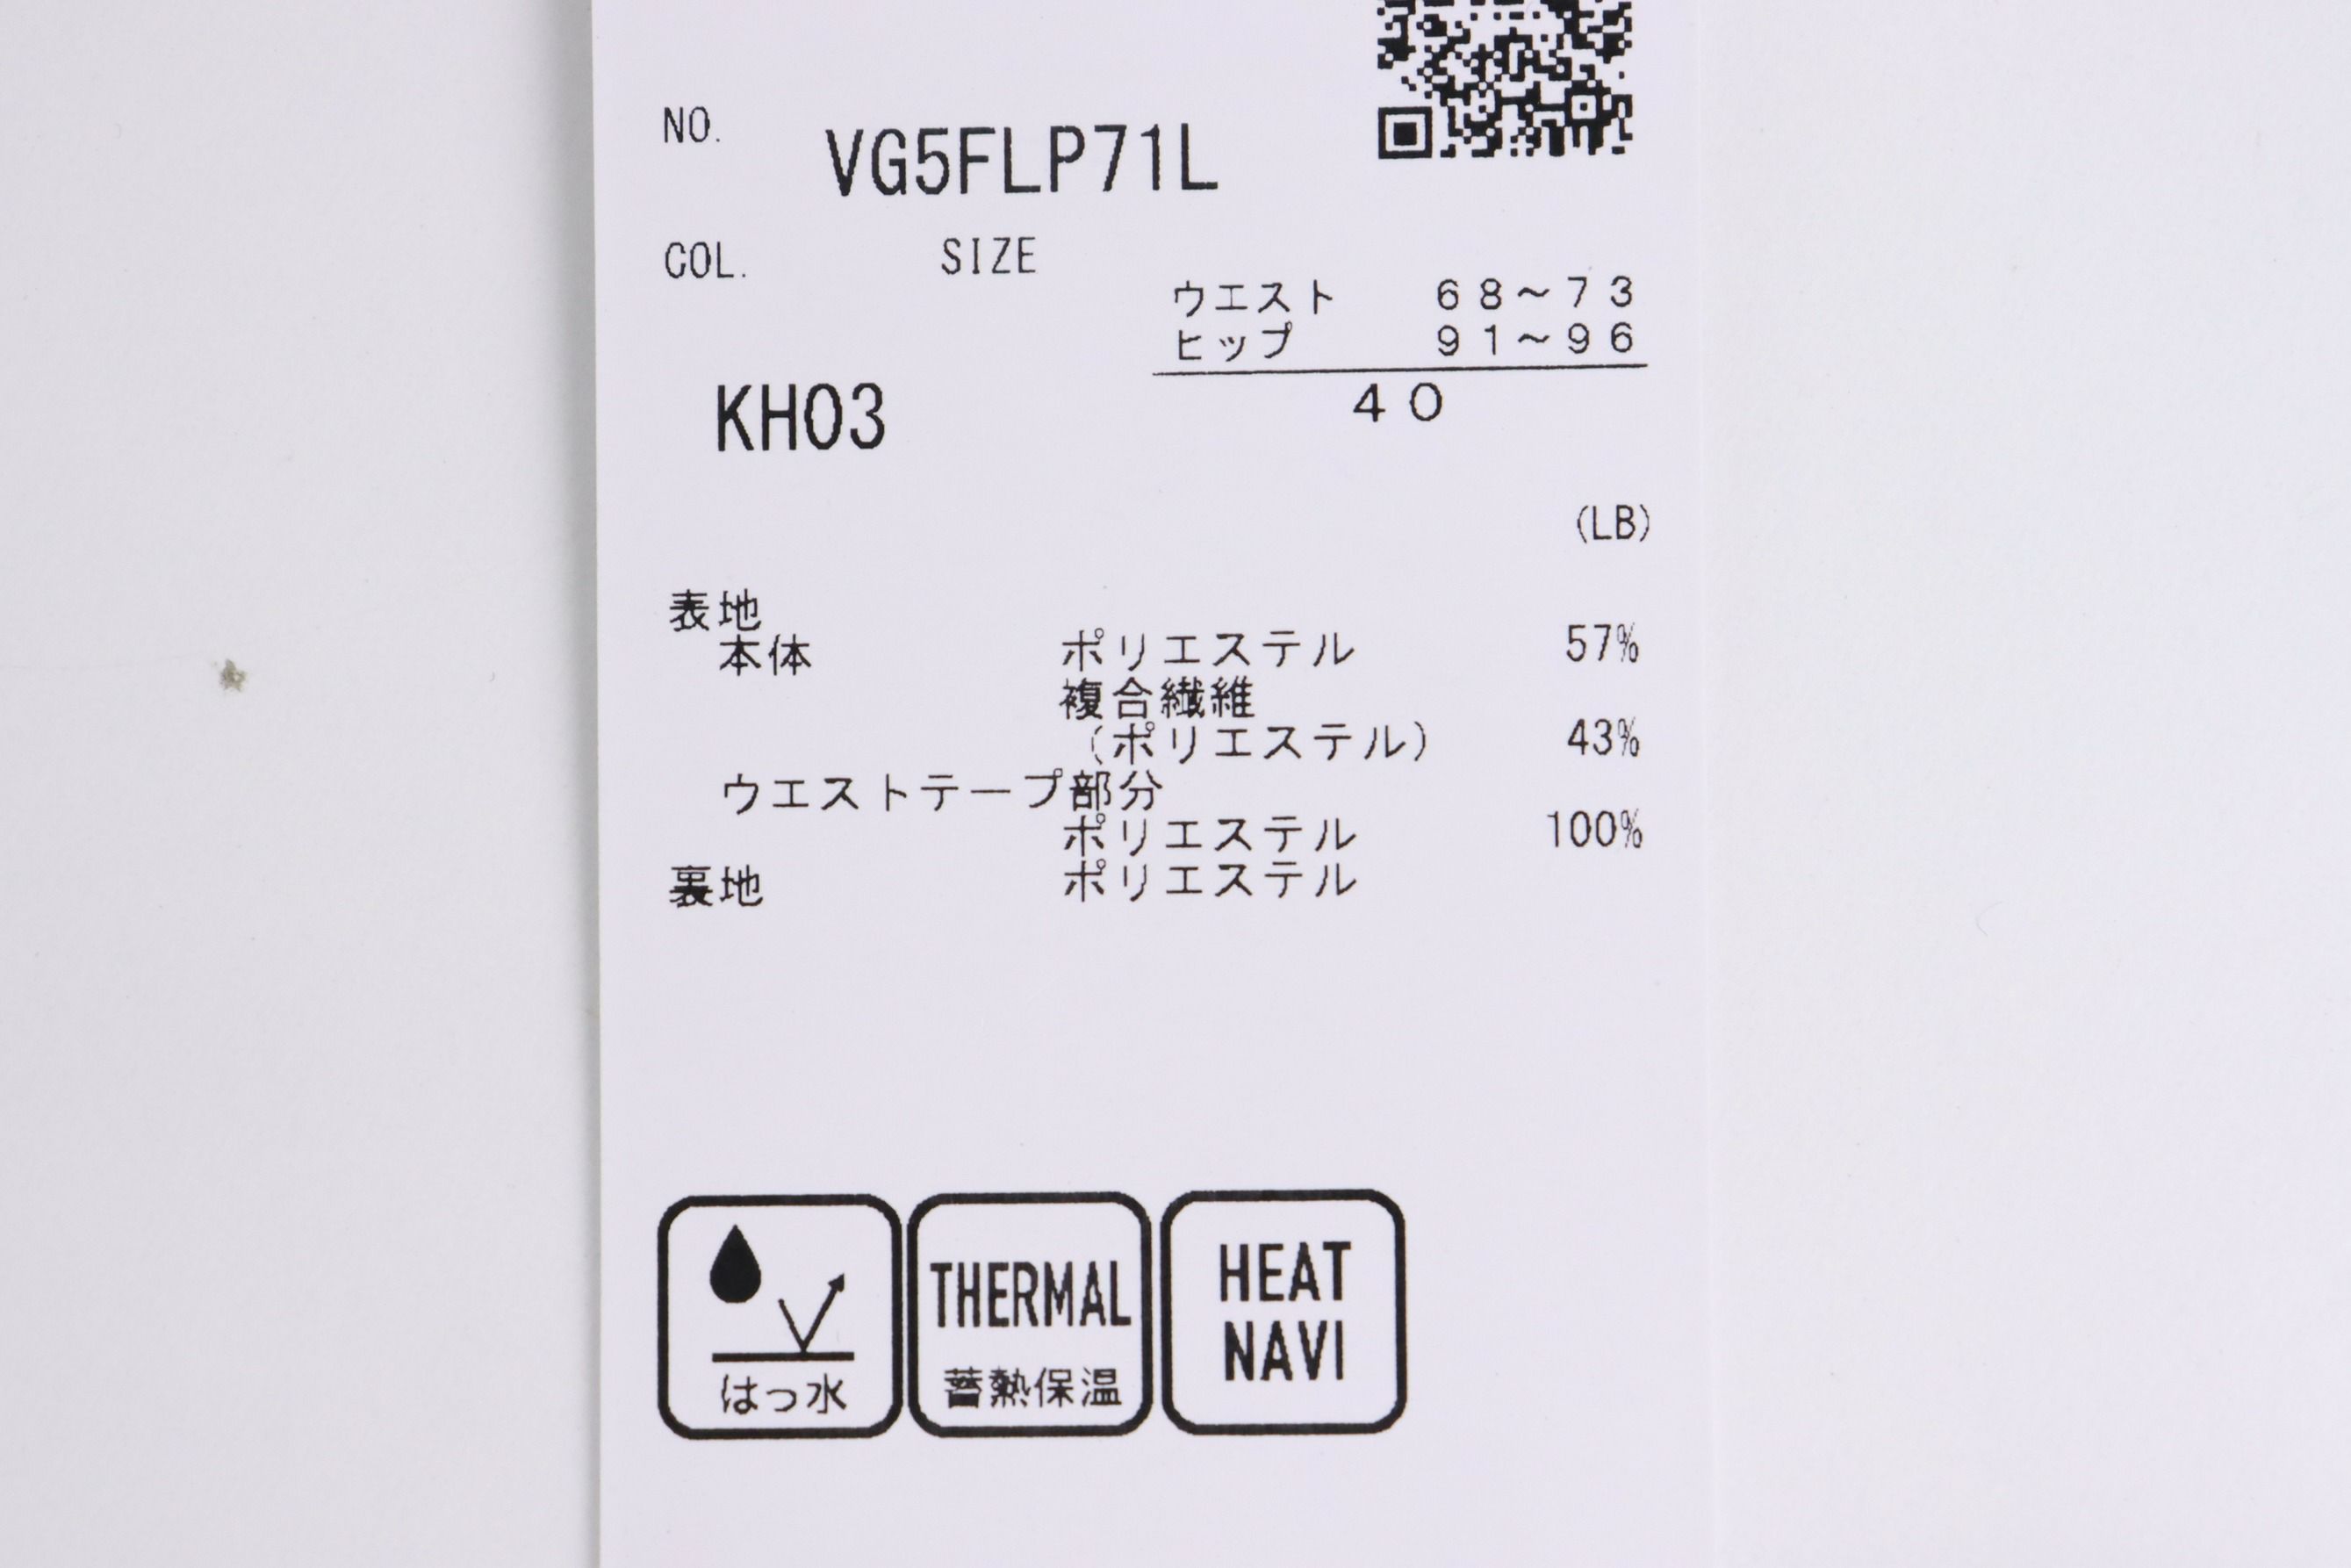 NO.
VG5FLP71L
COL. SIZE
ウエスト 68〜73
ヒップ 91〜96
KH03 40
(LB)
表地
本体 ポリエステル 57%
複合繊維
(ポリエステル) 43%
ウエストテープ部分
ポリエステル 100%
裏地 ポリエステル
はっ水
THERMAL
蓄熱保温
HEAT
NAVI